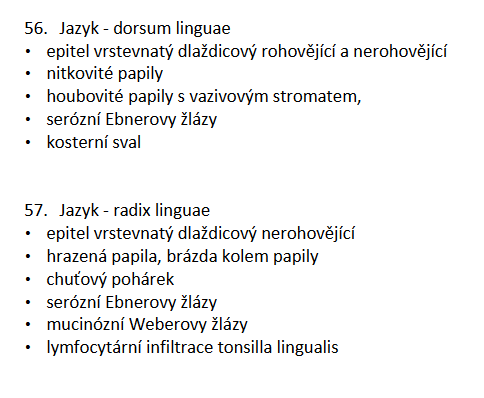 56. Jazyk - dorsum linguae
• epitel vrstevnatý dlaždicový rohovějící a nerohovějící
• nitkovité papily
• houbovité papily s vazivovým stromatem,
• serózní Ebnerovy žlázy
• kosterní sval
57. Jazyk - radix linguae
• epitel vrstevnatý dlaždicový nerohovějící
• hrazená papila, brázda kolem papily
• chuťový pohárek
• serózní Ebnerovy žlázy
• mucinózní Weberovy žlázy
• lymfocytární infiltrace tonsilla lingualis